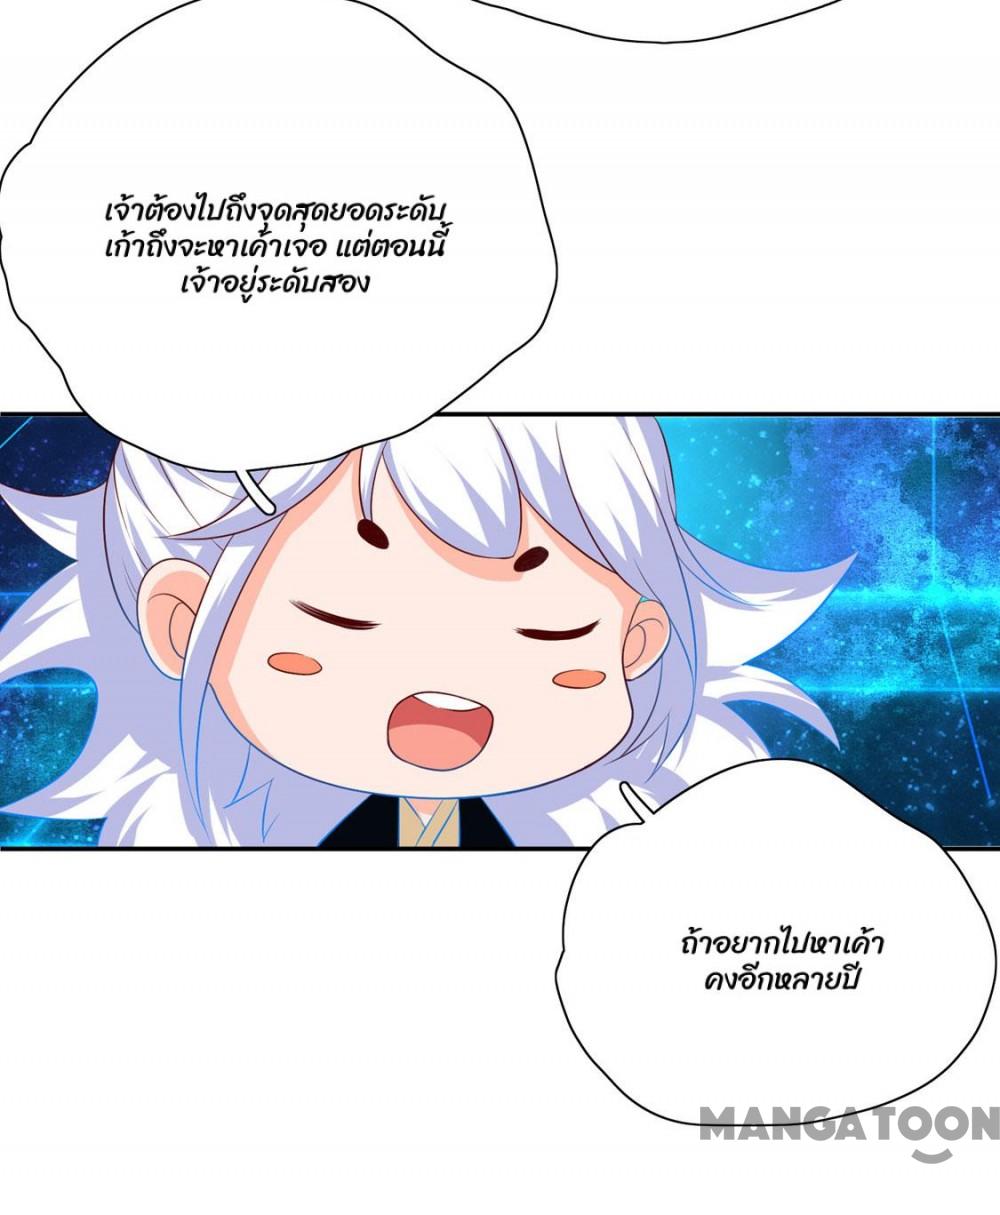 เจ้าต้องไปถึงจุดสุดยอดระดับ
เก้าถึงจะหาเค้าเจอ แต่ตอนนี้
เจ้าอยู่ระดับสอง
ถ้าอยากไปหาเค้า
คงอีกหลายปี
MANGATOON